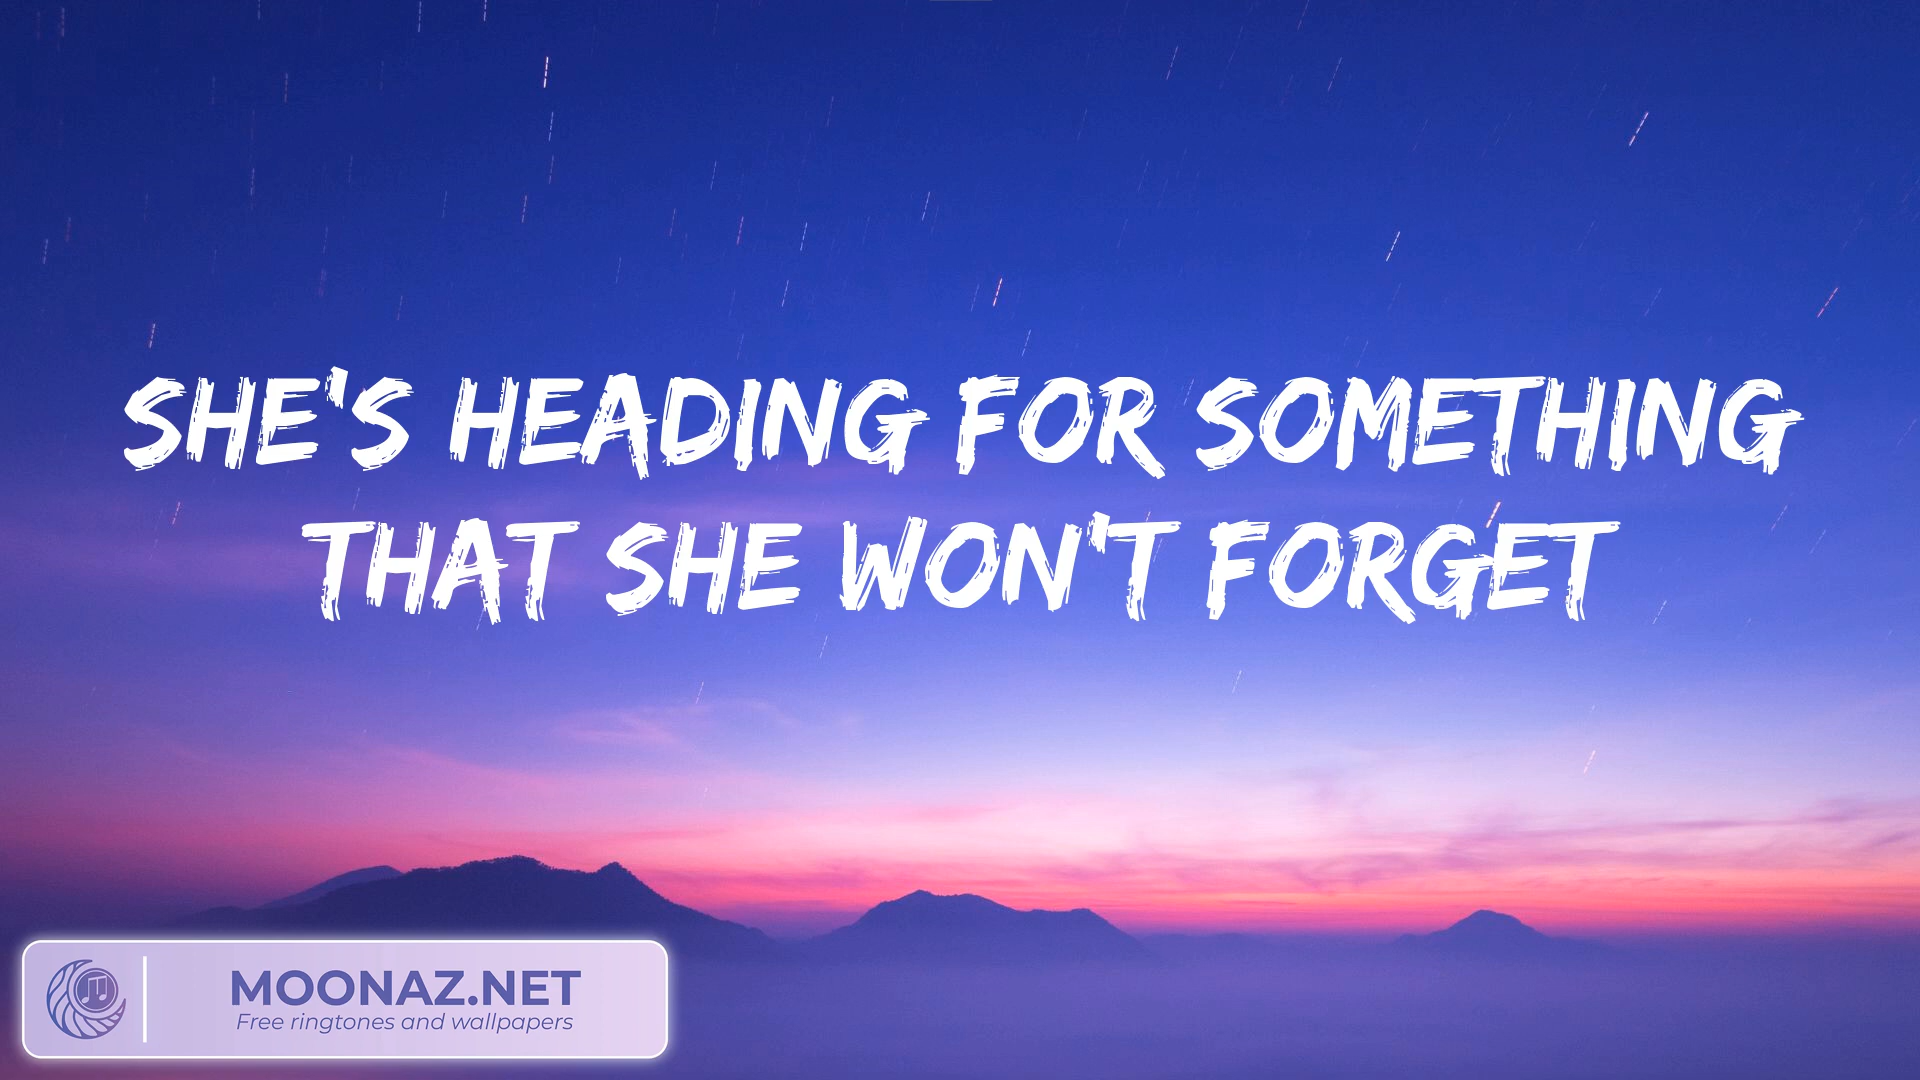 SHE'S HEADING FOR SOMETHING
THAT SHE WON'T FORGET
MOONAZ.NET
Free ringtones and wallpapers